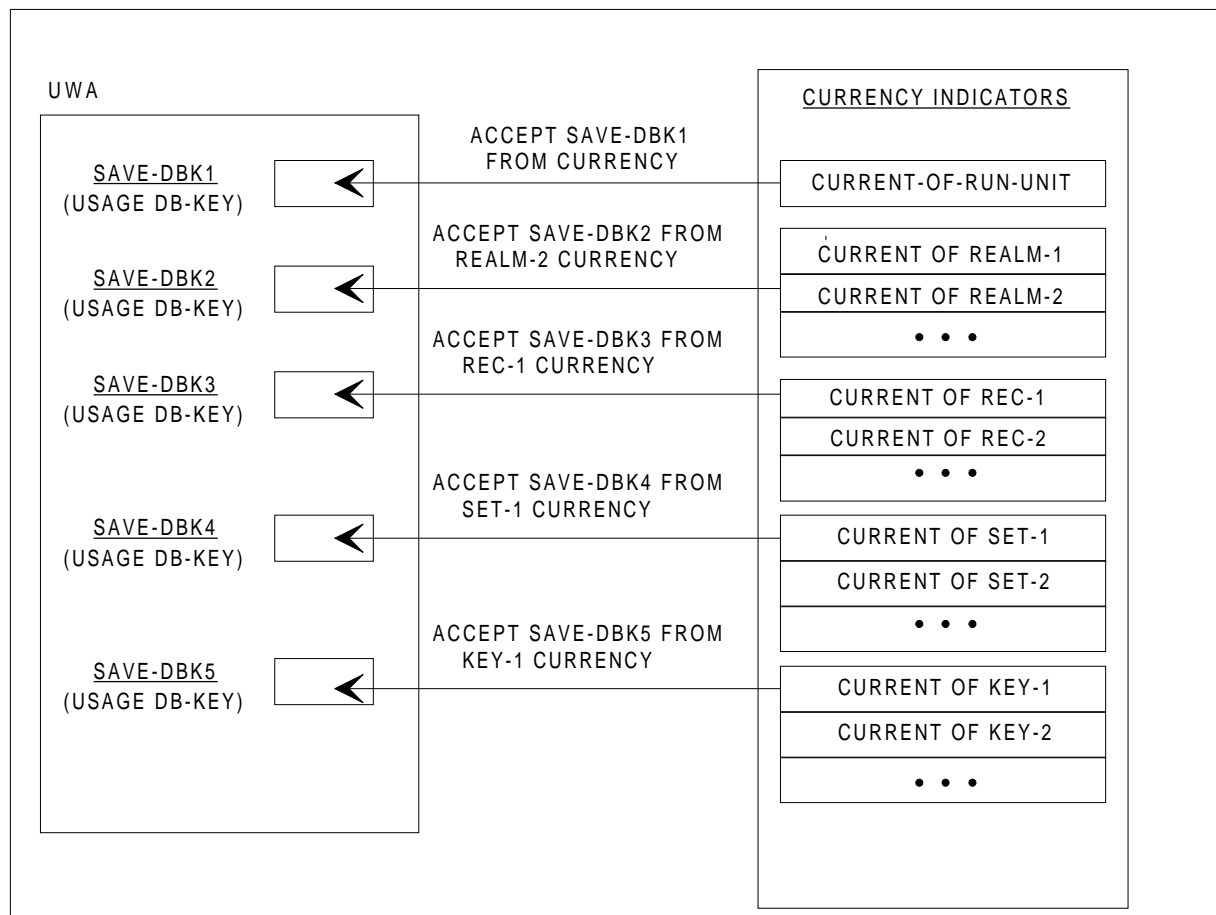 UWA
CURRENCY INDICATORS
ACCEPT SAVE-DBK1
FROM CURRENCY
SAVE-DBK1
(USAGE DB-KEY)
CURRENT-OF-RUN-UNIT
ACCEPT SAVE-DBK2 FROM
REALM-2 CURRENCY
CURRENT OF REALM-1
SAVE-DBK2
(USAGE DB-KEY)
CURRENT OF REALM-2
• • •
ACCEPT SAVE-DBK3 FROM
REC-1 CURRENCY
SAVE-DBK3
(USAGE DB-KEY)
CURRENT OF REC-1
CURRENT OF REC-2
• • •
ACCEPT SAVE-DBK4 FROM
SET-1 CURRENCY
SAVE-DBK4
(USAGE DB-KEY)
CURRENT OF SET-1
CURRENT OF SET-2
• • •
ACCEPT SAVE-DBK5 FROM
KEY-1 CURRENCY
SAVE-DBK5
(USAGE DB-KEY)
CURRENT OF KEY-1
CURRENT OF KEY-2
• • •